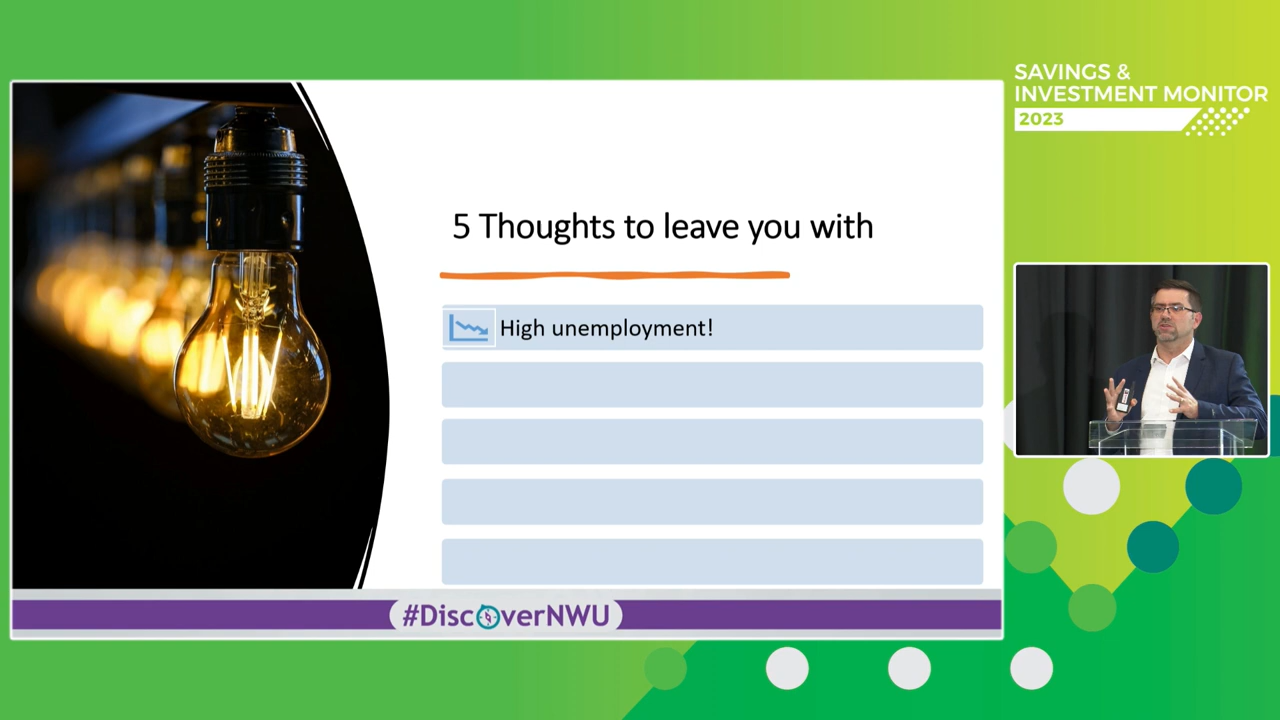 SAVINGS &
INVESTMENT MONITOR
2023
5 Thoughts to leave you with
High unemployment!
#DiscoverNWU